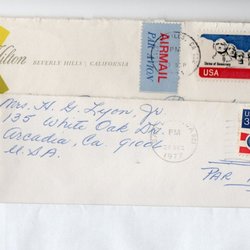 Hilton
BEVERLY HILLS, CALIFORNIA
AIRMAIL
PAR AVION
Shrine of Democracy
USA
Mrs. H. G. Lyon, Jr.
135 White Oak Dr.
Arcadia, Ca. 91006
U.S.A.
PM
1977
PAR